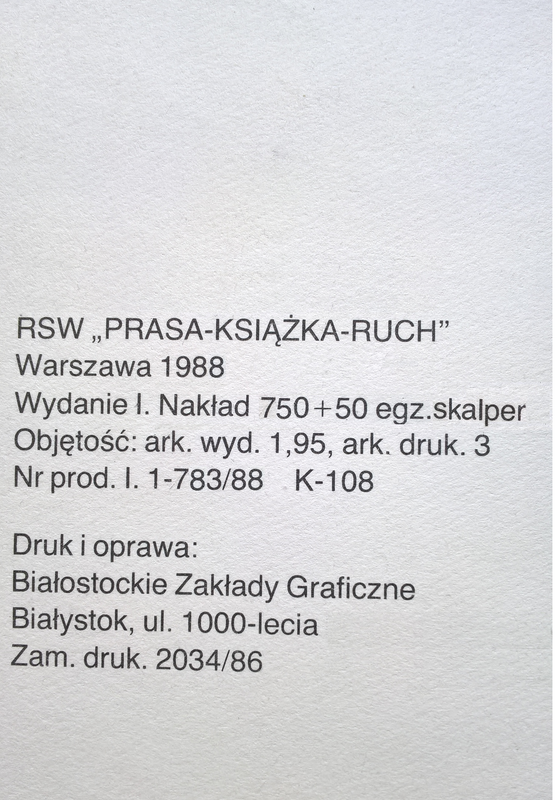 RSW „PRASA-KSIĄŻKA-RUCH”
Warszawa 1988
Wydanie I. Nakład 750+50 egz.skalper
Objętość: ark. wyd. 1,95, ark. druk. 3
Nr prod. I. 1-783/88 K-108
Druk i oprawa:
Białostockie Zakłady Graficzne
Białystok, ul. 1000-lecia
Zam. druk. 2034/86